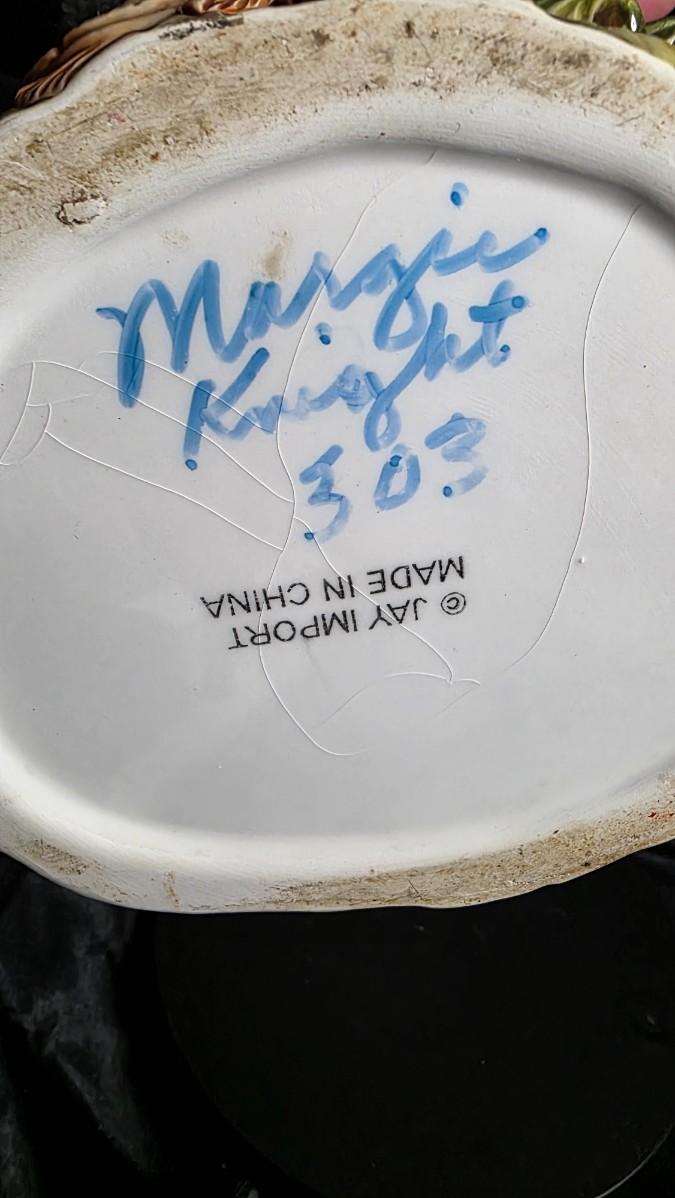 Margie
Knight
303
© JAY IMPORT
MADE IN CHINA